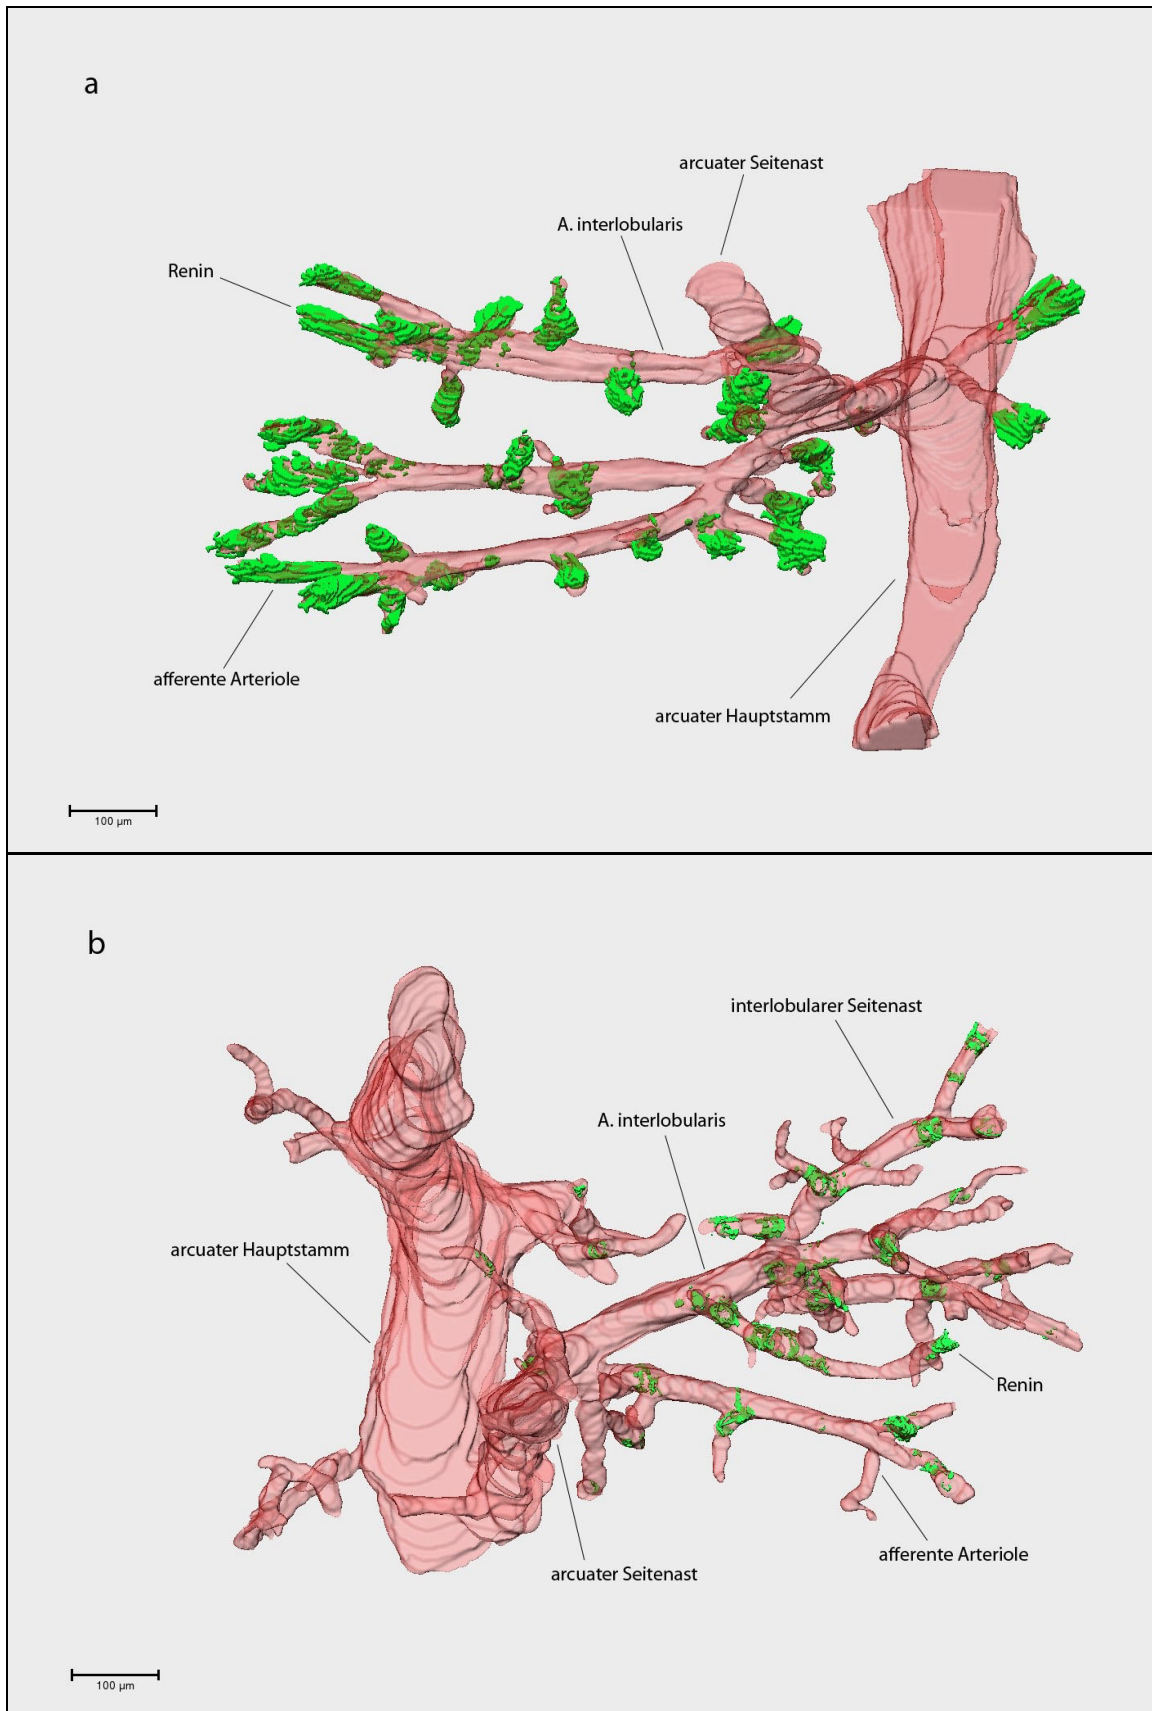 a
arcuater Seitenast
A. interlobularis
Renin
afferente Arteriole
arcuater Hauptstamm
100 µm
b
interlobularer Seitenast
A. interlobularis
arcuater Hauptstamm
Renin
afferente Arteriole
arcuater Seitenast
100 µm